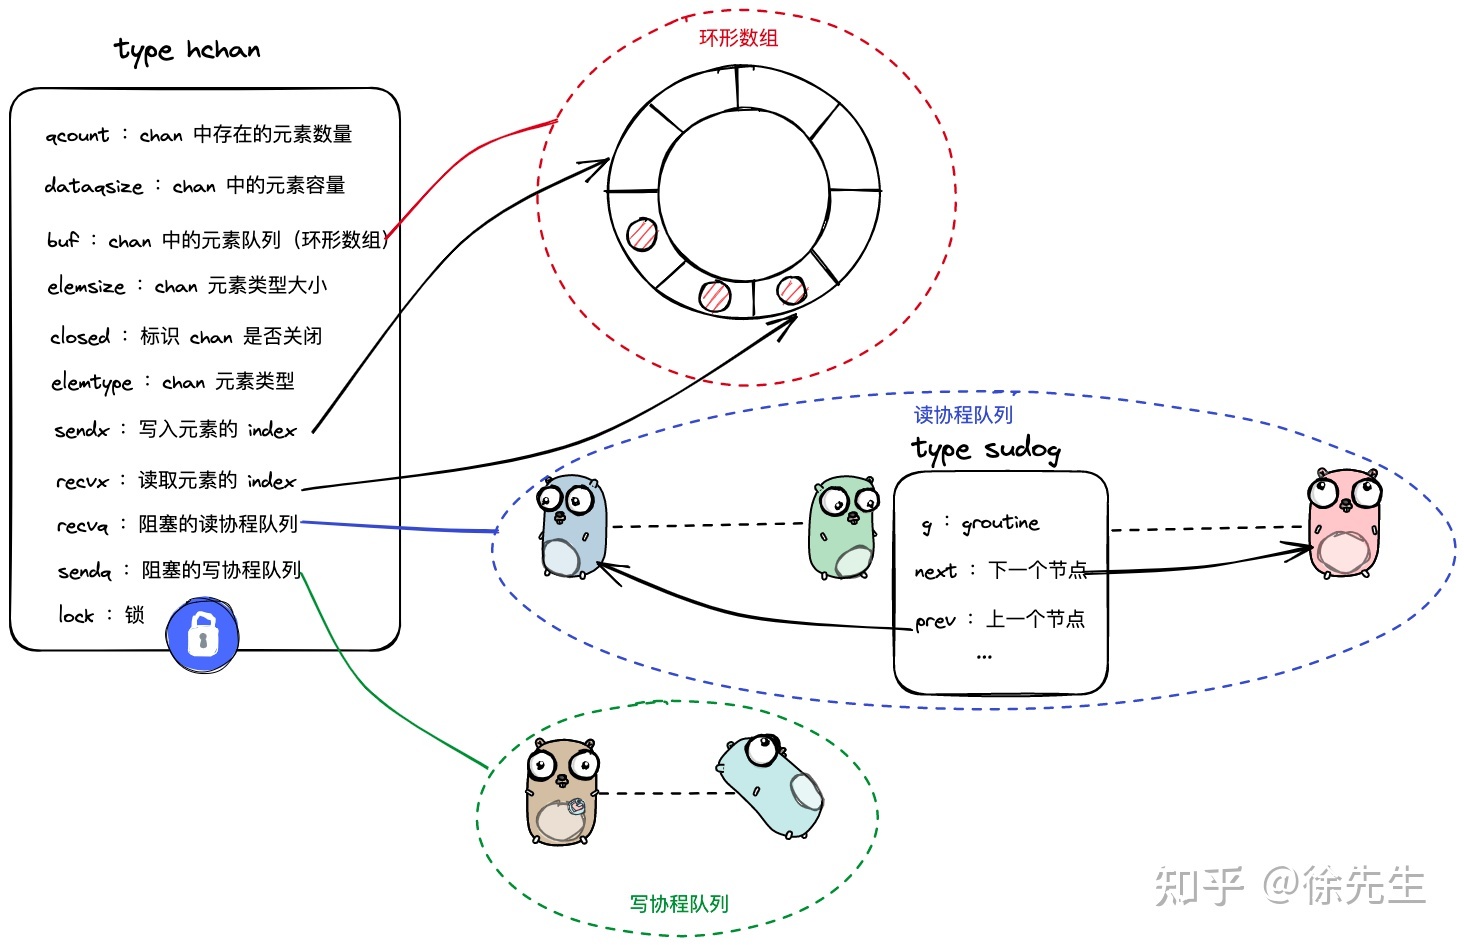 type hchan
qcount：chan 中存在的元素数量
dataqsize：chan 中的元素容量
buf：chan 中的元素队列（环形数组）
elemsize：chan 元素类型大小
closed：标识 chan 是否关闭
elemtype：chan 元素类型
sendx：写入元素的 index
recvx：读取元素的 index
recvq：阻塞的读协程队列
sendq：阻塞的写协程队列
lock：锁
环形数组
读协程队列
type sudog
g：groutine
next：下一个节点
prev：上一个节点
...
写协程队列
知乎 @徐先生